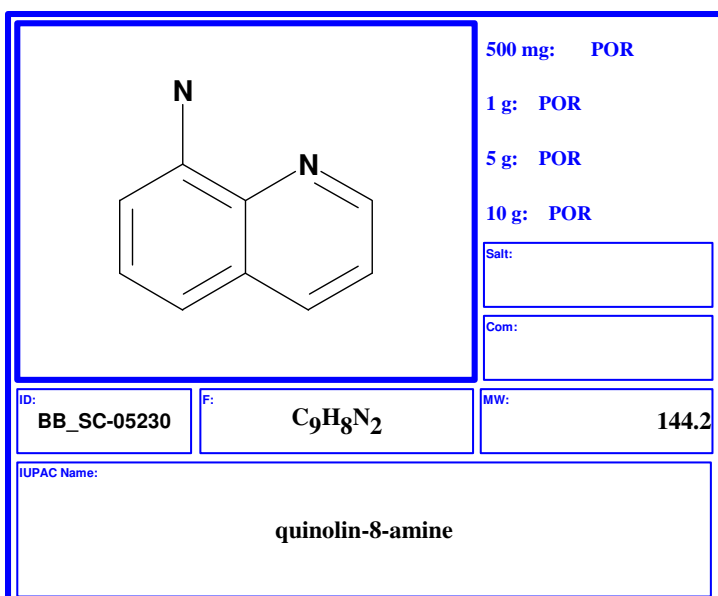 N
N
500 mg: POR
1 g: POR
5 g: POR
10 g: POR
Salt:
Com:
ID:
BB_SC-05230
F:
C9H8N2
MW:
144.2
IUPAC Name:
quinolin-8-amine